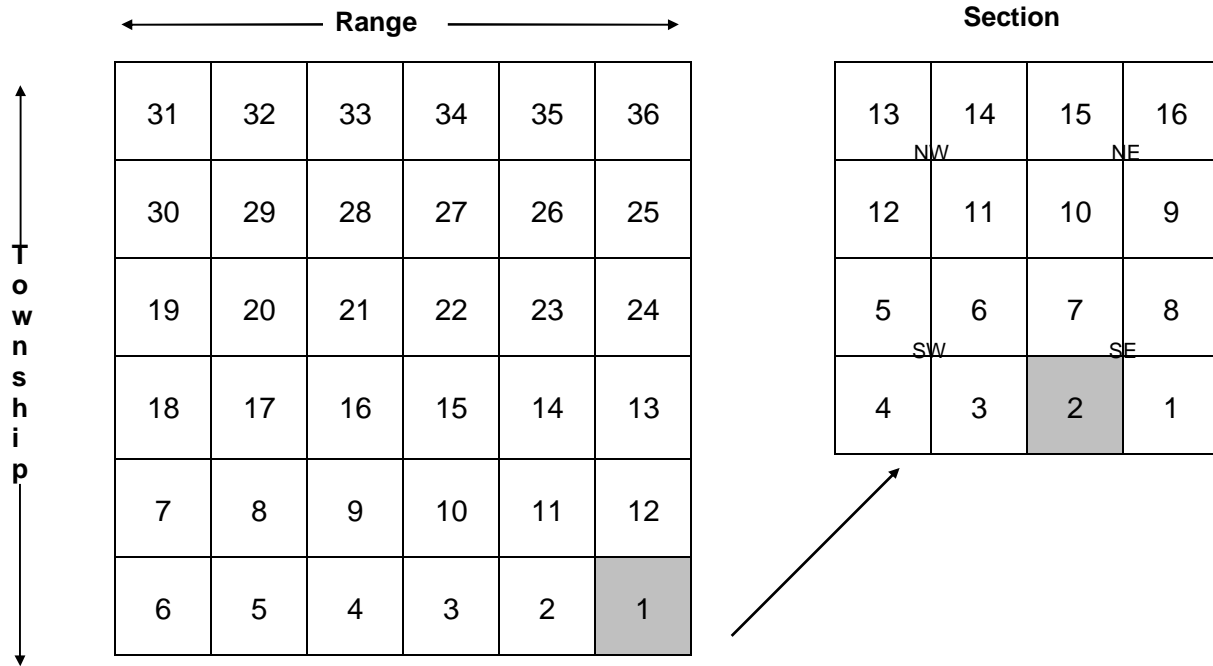 Range
Section
Township
31 32 33 34 35 36
30 29 28 27 26 25
19 20 21 22 23 24
18 17 16 15 14 13
7 8 9 10 11 12
6 5 4 3 2 1
13 14 15 16
NW NE
12 11 10 9
5 6 7 8
SW SE
4 3 2 1